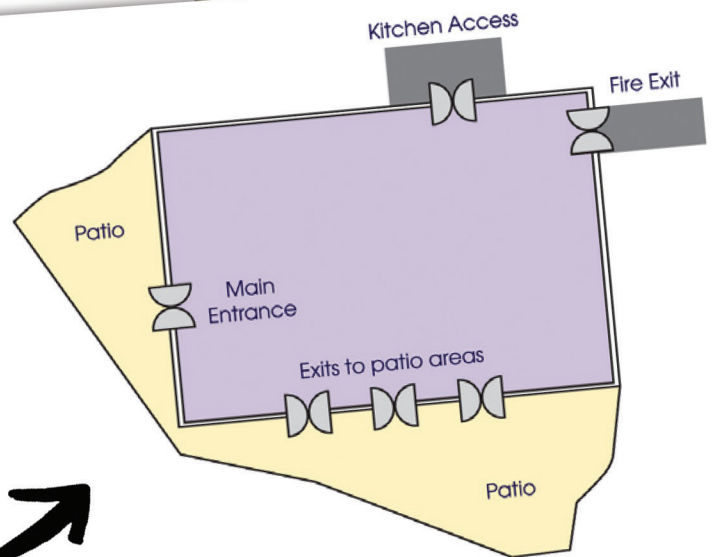 Kitchen Access
Fire Exit
Patio
Main
Entrance
Exits to patio areas
Patio